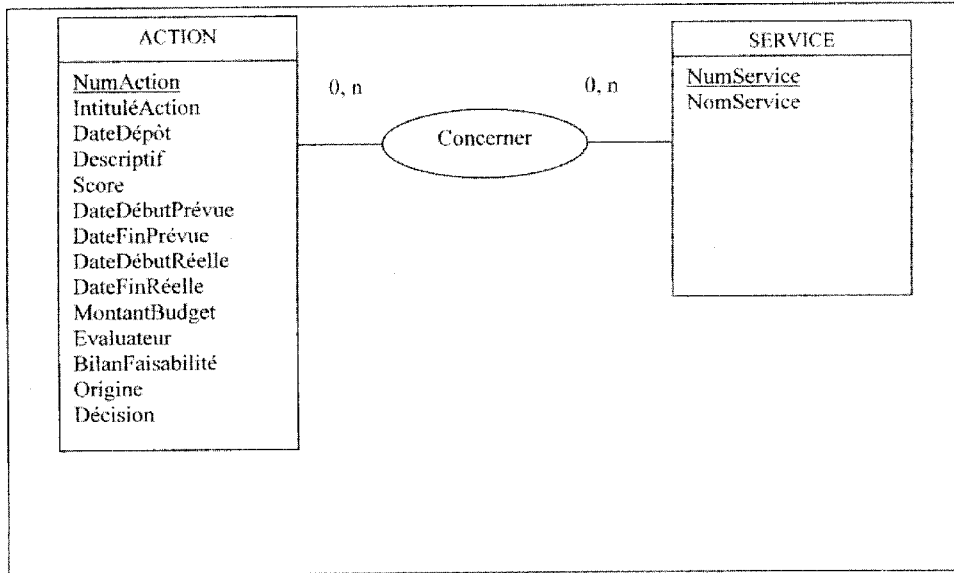 ACTION
NumAction
IntituléAction
DateDépôt
Descriptif
Score
DateDébutPrévue
DateFinPrévue
DateDébutRéelle
DateFinRéelle
MontantBudget
Evaluateur
BilanFaisabilité
Origine
Décision
0, n
Concerner
0, n
SERVICE
NumService
NomService